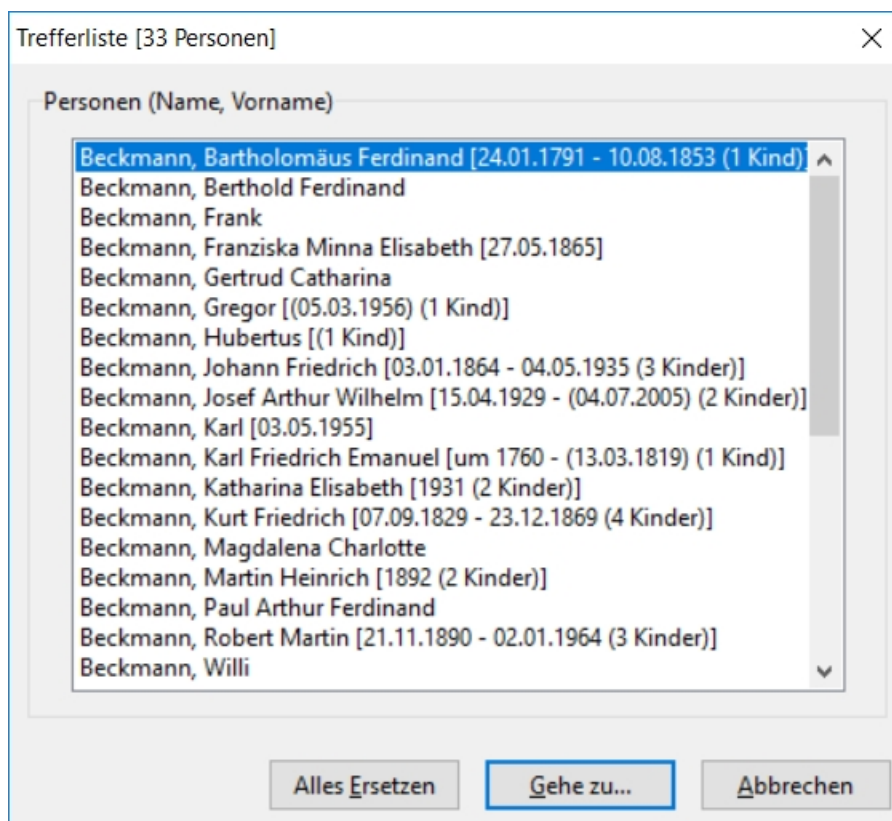 Trefferliste [33 Personen]
Personen (Name, Vorname)
Beckmann, Bartholomäus Ferdinand [24.01.1791 - 10.08.1853 (1 Kind)]
Beckmann, Berthold Ferdinand
Beckmann, Frank
Beckmann, Franziska Minna Elisabeth [27.05.1865]
Beckmann, Gertrud Catharina
Beckmann, Gregor [(05.03.1956) (1 Kind)]
Beckmann, Hubertus [(1 Kind)]
Beckmann, Johann Friedrich [03.01.1864 - 04.05.1935 (3 Kinder)]
Beckmann, Josef Arthur Wilhelm [15.04.1929 - (04.07.2005) (2 Kinder)]
Beckmann, Karl [03.05.1955]
Beckmann, Karl Friedrich Emanuel [um 1760 - (13.03.1819) (1 Kind)]
Beckmann, Katharina Elisabeth [1931 (2 Kinder)]
Beckmann, Kurt Friedrich [07.09.1829 - 23.12.1869 (4 Kinder)]
Beckmann, Magdalena Charlotte
Beckmann, Martin Heinrich [1892 (2 Kinder)]
Beckmann, Paul Arthur Ferdinand
Beckmann, Robert Martin [21.11.1890 - 02.01.1964 (3 Kinder)]
Beckmann, Willi
Alles Ersetzen Gehe zu... Abbrechen